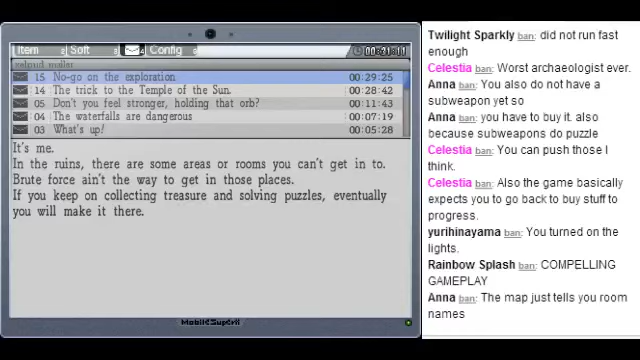 Item Soft Config
xelpud mailer
15 No-go on the exploration 00:29:25
14 The trick to the Temple of the Sun. 00:28:42
05 Don't you feel stronger, holding that orb? 00:11:43
04 The waterfalls are dangerous 00:07:19
03 What's up! 00:05:28
It's me.
In the ruins, there are some areas or rooms you can't get in to.
Brute force ain't the way to get in those places.
If you keep on collecting treasure and solving puzzles, eventually
you will make it there.
MobileSuperX
Twilight Sparkly ban: did not run fast
enough
Celestia ban: Worst archaeologist ever.
Anna ban: You also do not have a
subweapon yet so
Anna ban: you have to buy it. also
because subweapons do puzzle
Celestia ban: You can push those I
think.
Celestia ban: Also the game basically
expects you to go back to buy stuff to
progress.
yurihinayama ban: You turned on the
lights.
Rainbow Splash ban: COMPELLING
GAMEPLAY
Anna ban: The map just tells you room
names